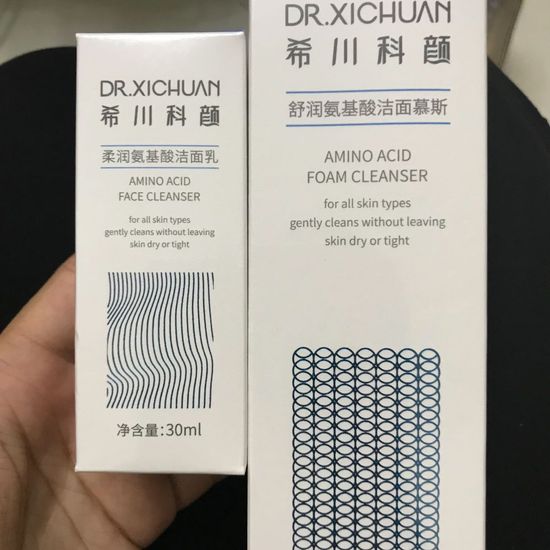 DR.XICHUAN
希川科颜
柔润氨基酸洁面乳
AMINO ACID
FACE CLEANSER
for all skin types
gently cleans without leaving
skin dry or tight
净含量:30ml
DR.XICHUAN
希川科颜
舒润氨基酸洁面慕斯
AMINO ACID
FOAM CLEANSER
for all skin types
gently cleans without leaving
skin dry or tight